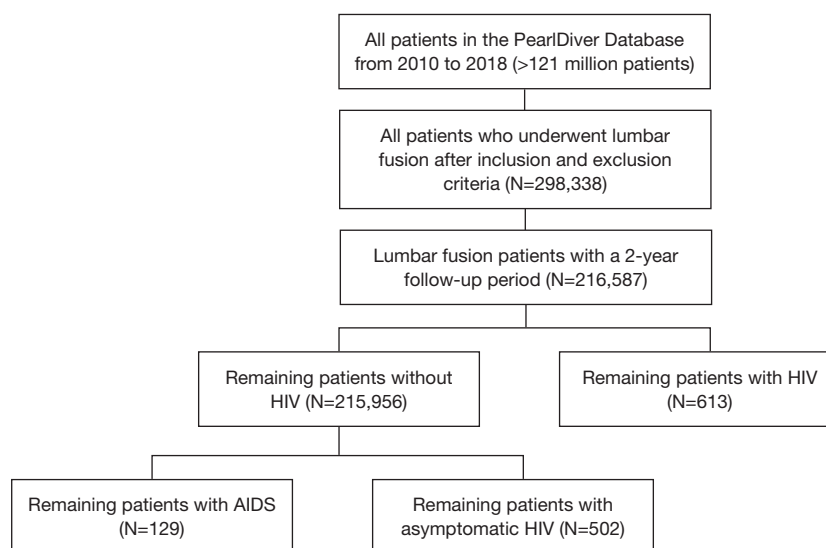 All patients in the PearlDiver Database
from 2010 to 2018 (>121 million patients)
All patients who underwent lumbar
fusion after inclusion and exclusion
criteria (N=298,338)
Lumbar fusion patients with a 2-year
follow-up period (N=216,587)
Remaining patients without
HIV (N=215,956)
Remaining patients with HIV
(N=613)
Remaining patients with AIDS
(N=129)
Remaining patients with
asymptomatic HIV (N=502)